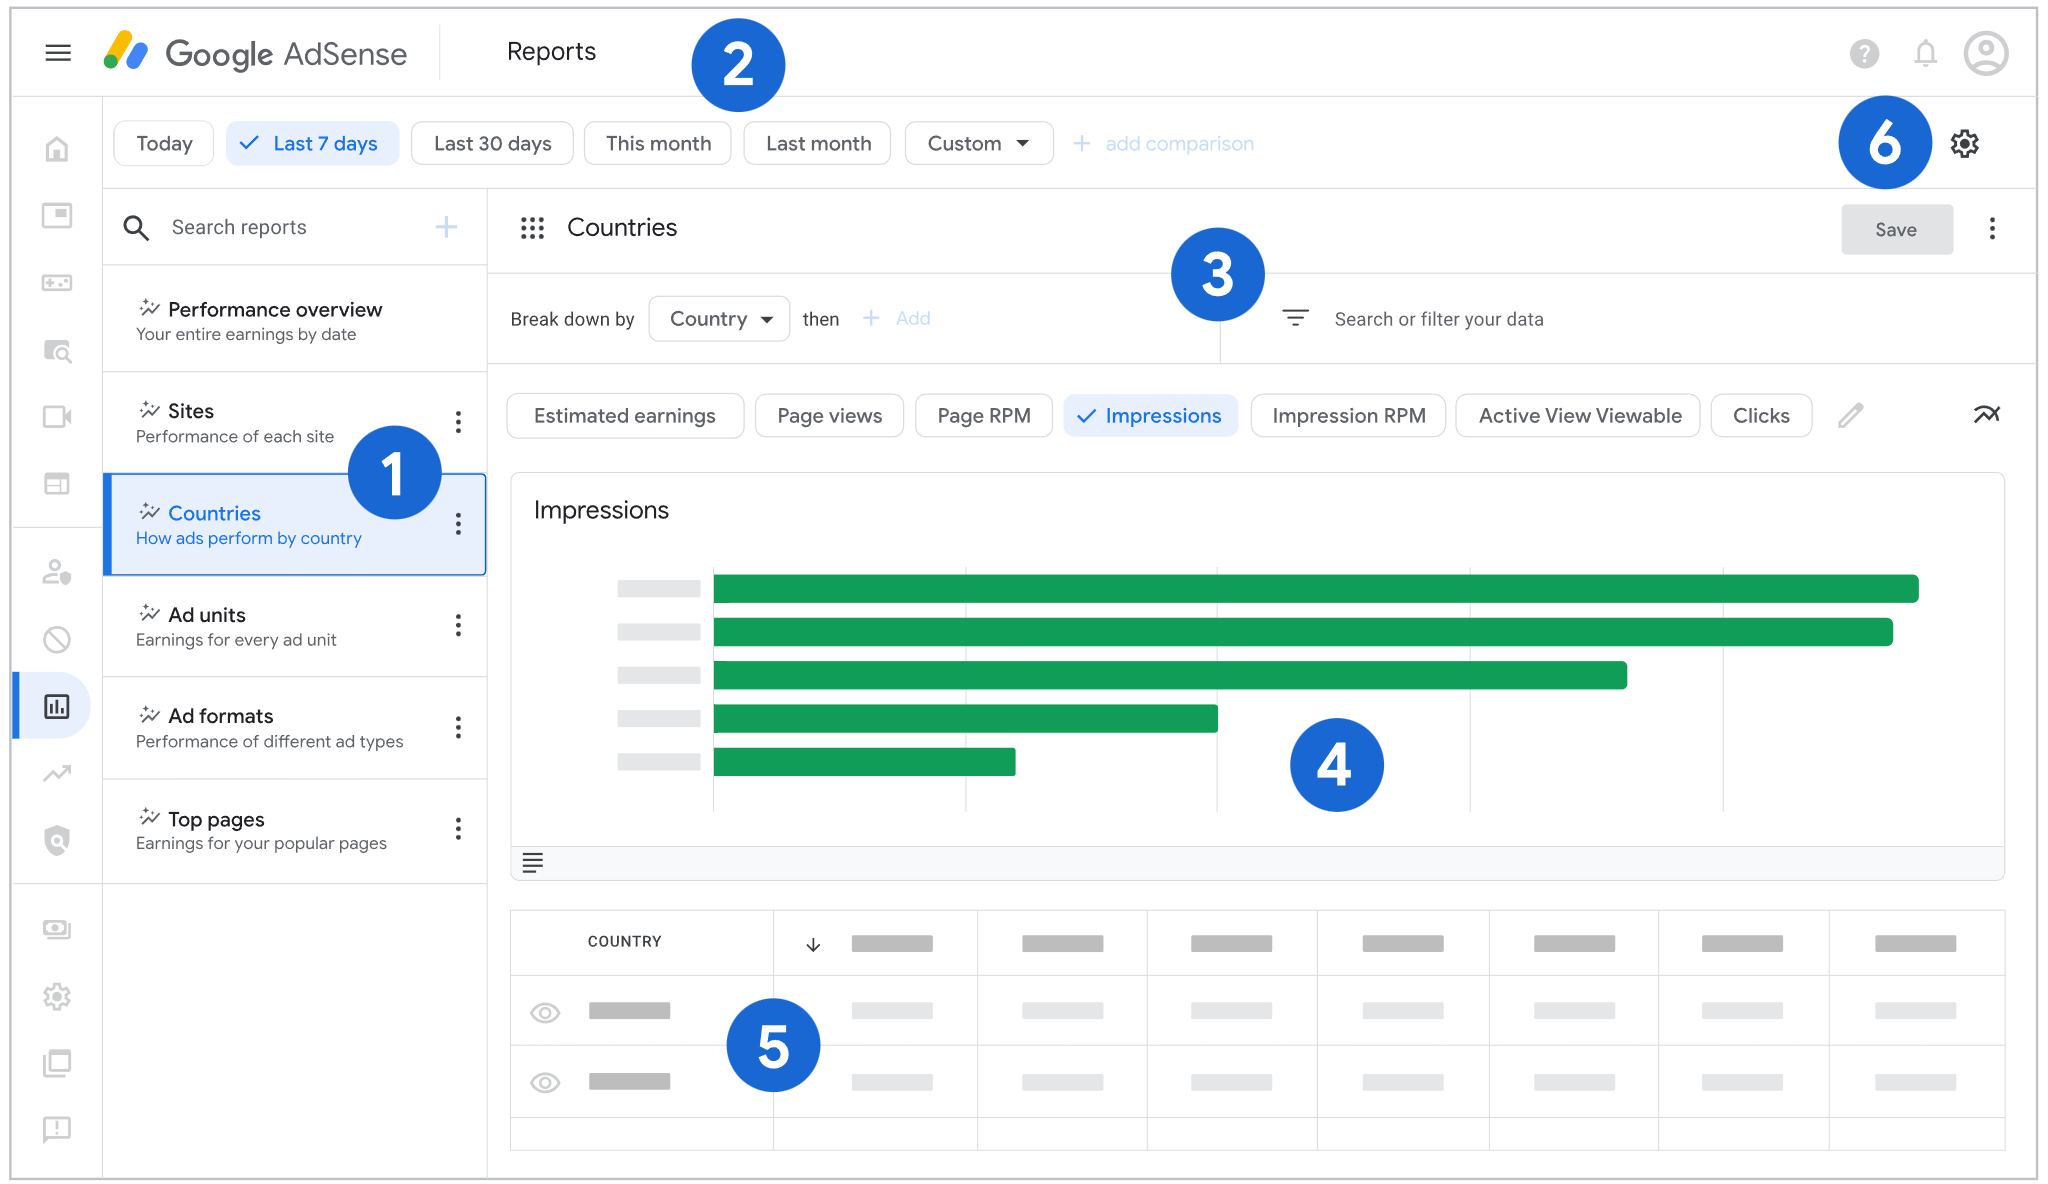 Google AdSense
Reports
2
Today
Last 7 days
Last 30 days
This month
Last month
Custom
+ add comparison
6
Search reports
+
Countries
Save
3
Break down by
Country
then
+ Add
Search or filter your data
Performance overview
Your entire earnings by date
Sites
Performance of each site
1
Countries
How ads perform by country
Ad units
Earnings for every ad unit
Ad formats
Performance of different ad types
Top pages
Earnings for your popular pages
Estimated earnings
Page views
Page RPM
Impressions
Impression RPM
Active View Viewable
Clicks
Impressions
4
COUNTRY
5